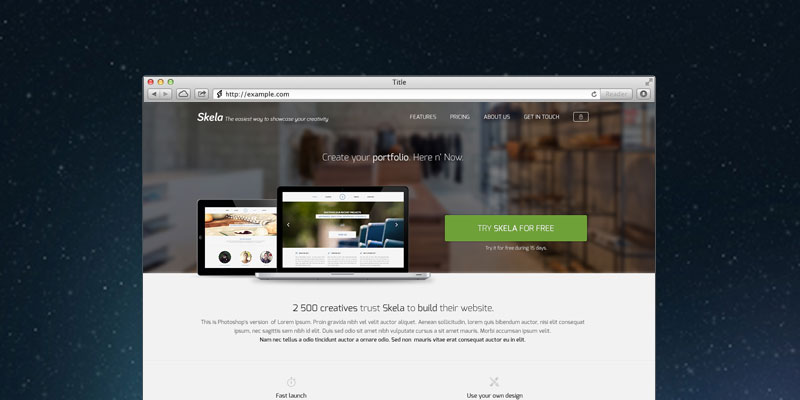 Title
http://example.com
Reader
Skela The easiest way to showcase your creativity
FEATURES PRICING ABOUT US GET IN TOUCH
Create your portfolio. Here n' Now.
TRY SKELA FOR FREE
Try it for free during 15 days.
2 500 creatives trust Skela to build their website.
This is Photoshop's version of Lorem Ipsum. Proin gravida nibh vel velit auctor aliquet. Aenean sollicitudin, lorem quis bibendum auctor, nisi elit consequat
ipsum, nec sagittis sem nibh id elit. Duis sed odio sit amet nibh vulputate cursus a sit amet mauris. Morbi accumsan ipsum velit.
Nam nec tellus a odio tincidunt auctor a ornare odio. Sed non mauris vitae erat consequat auctor eu in elit.
Fast launch Use your own design